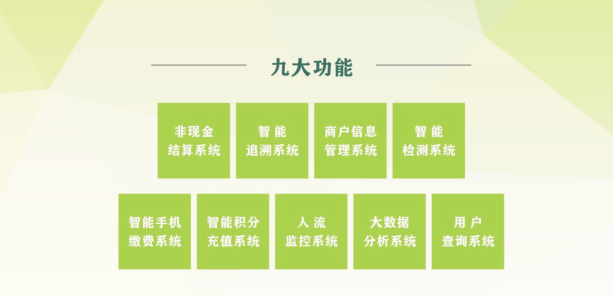 九大功能
非现金
结算系统
智 能
追溯系统
商户信息
管理系统
智 能
检测系统
智能手机
缴费系统
智能积分
充值系统
人 流
监控系统
大数据
分析系统
用 户
查询系统